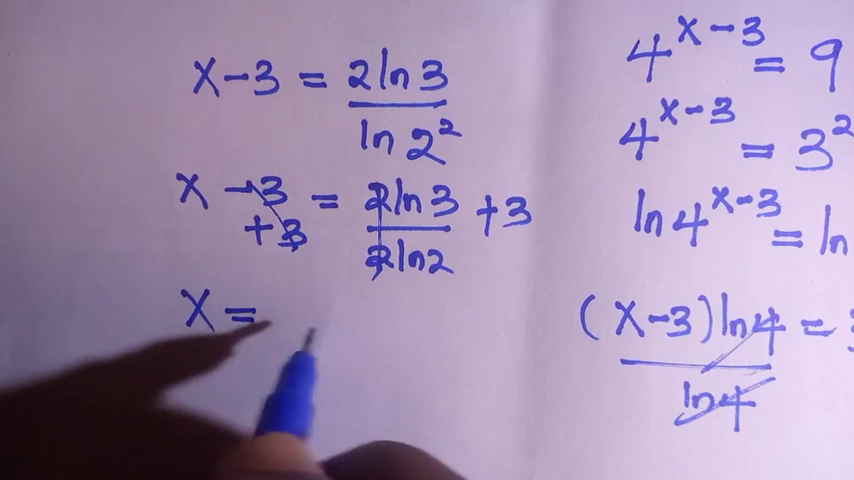 x-3 = 2ln3
ln2²
x -3 = 2ln3 +3
+3 2ln2
x =
4^x-3 = 9
4^x-3 = 3²
ln4^x-3 = ln
(x-3)ln4 =
ln4